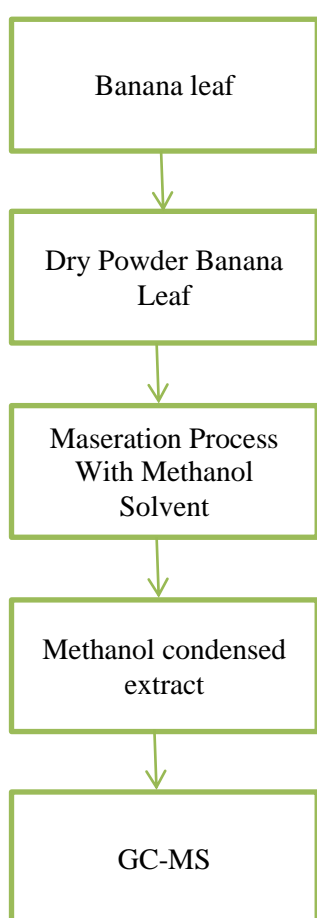 Banana leaf
Dry Powder Banana
Leaf
Maseration Process
With Methanol
Solvent
Methanol condensed
extract
GC-MS